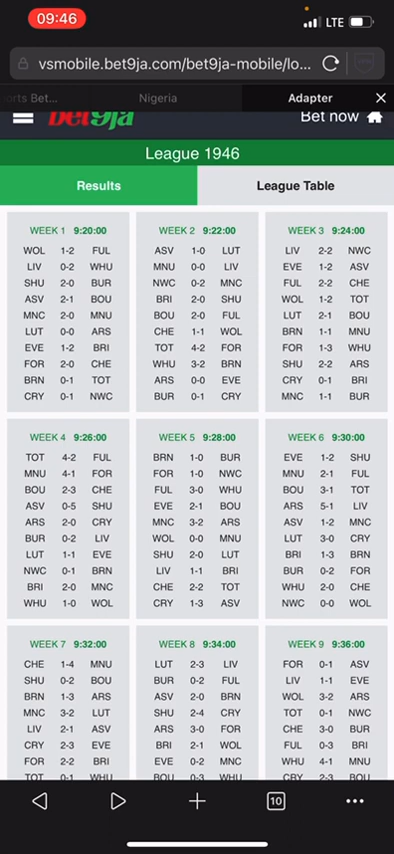 09:46
LTE
vsmobile.bet9ja.com/bet9ja-mobile/lo...
VPN
orts Bet...
Nigeria
Adapter
bet9ja
Bet now
League 1946
Results
League Table
WEEK 1 9:20:00
WOL 1-2 FUL
LIV 0-2 WHU
SHU 2-0 BUR
ASV 2-1 BOU
MNC 2-0 MNU
LUT 0-0 ARS
EVE 1-2 BRI
FOR 2-0 CHE
BRN 0-1 TOT
CRY 0-1 NWC
WEEK 2 9:22:00
ASV 1-0 LUT
MNU 0-0 LIV
NWC 0-2 MNC
BRI 2-0 SHU
BOU 2-0 FUL
CHE 1-1 WOL
TOT 4-2 FOR
WHU 3-2 BRN
ARS 0-0 EVE
BUR 0-1 CRY
WEEK 3 9:24:00
LIV 2-2 NWC
EVE 1-2 ASV
FUL 2-2 CHE
WOL 1-2 TOT
LUT 2-1 BOU
BRN 1-1 MNU
FOR 1-3 WHU
SHU 2-2 ARS
CRY 0-1 BRI
MNC 1-1 BUR
WEEK 4 9:26:00
TOT 4-2 FUL
MNU 4-1 FOR
BOU 2-3 CHE
ASV 0-5 SHU
ARS 2-0 CRY
BUR 0-2 LIV
LUT 1-1 EVE
NWC 0-1 BRN
BRI 2-0 MNC
WHU 1-0 WOL
WEEK 5 9:28:00
BRN 1-0 BUR
FOR 1-0 NWC
FUL 3-0 WHU
EVE 2-1 BOU
MNC 3-2 ARS
WOL 0-0 MNU
SHU 2-0 LUT
LIV 1-1 BRI
CHE 2-2 TOT
CRY 1-3 ASV
WEEK 6 9:30:00
EVE 1-2 SHU
MNU 2-1 FUL
BOU 3-1 TOT
ARS 5-1 LIV
ASV 1-2 MNC
LUT 3-0 CRY
BRI 1-3 BRN
BUR 0-2 FOR
WHU 2-0 CHE
NWC 0-0 WOL
WEEK 7 9:32:00
CHE 1-4 MNU
SHU 0-2 BOU
BRN 1-3 ARS
MNC 3-2 LUT
LIV 2-1 ASV
CRY 2-3 EVE
FOR 2-2 BRI
TOT 0-1 WHU
WEEK 8 9:34:00
LUT 2-3 LIV
BUR 0-2 FUL
ASV 2-0 BRN
SHU 2-4 CRY
ARS 3-0 FOR
BRI 2-1 WOL
EVE 0-2 MNC
BOU 0-3 WHU
WEEK 9 9:36:00
FOR 0-1 ASV
LIV 1-1 EVE
WOL 3-2 ARS
TOT 0-1 NWC
CHE 3-0 BUR
FUL 0-3 BRI
WHU 4-1 MNU
CRY 2-3 BOU
10